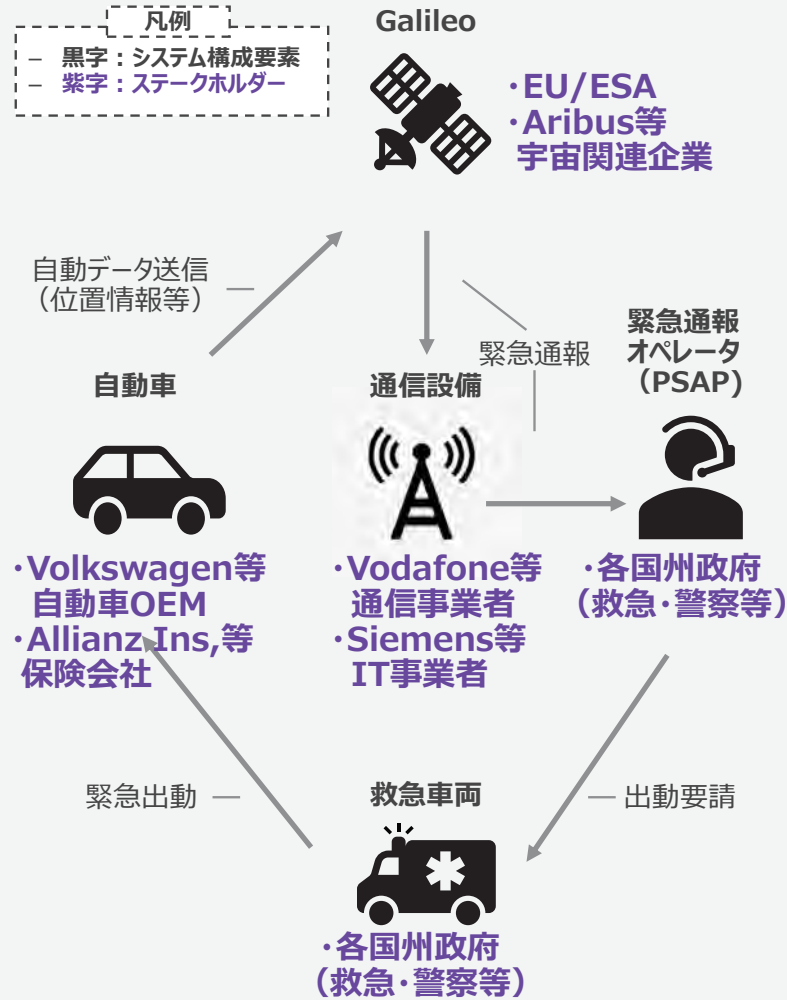 凡例
– 黒字：システム構成要素
– 紫字：ステークホルダー
Galileo
・EU/ESA
・Aribus等
宇宙関連企業
自動データ送信
（位置情報等）
緊急通報
緊急通報
オペレータ
（PSAP)
自動車
通信設備
・Volkswagen等
自動車OEM
・Allianz Ins,等
保険会社
・Vodafone等
通信事業者
・Siemens等
IT事業者
・各国州政府
（救急・警察等）
緊急出動
救急車両
出動要請
・各国州政府
（救急・警察等）